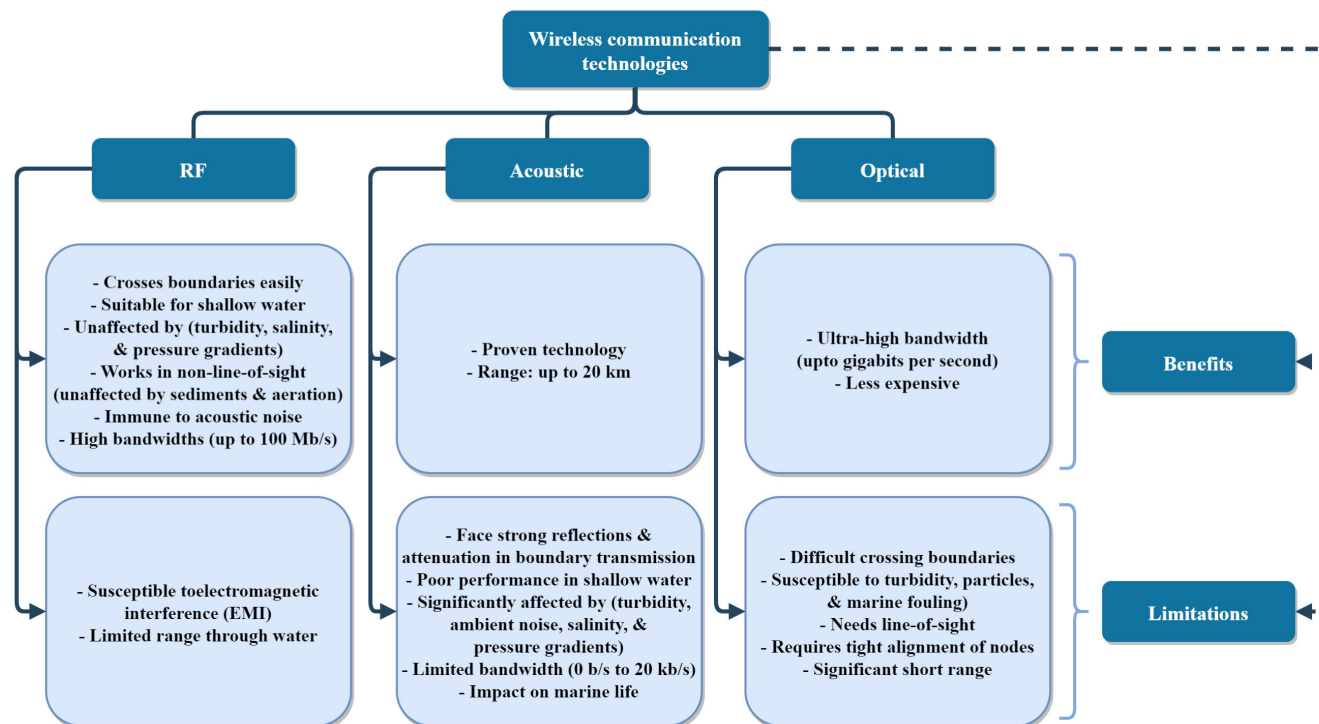 Wireless communication
technologies
RF
Acoustic
Optical
- Crosses boundaries easily
- Suitable for shallow water
- Unaffected by (turbidity, salinity,
& pressure gradients)
- Works in non-line-of-sight
(unaffected by sediments & aeration)
- Immune to acoustic noise
- High bandwidths (up to 100 Mb/s)
- Proven technology
- Range: up to 20 km
- Ultra-high bandwidth
(upto gigabits per second)
- Less expensive
Benefits
- Susceptible toelectromagnetic
interference (EMI)
- Limited range through water
- Face strong reflections &
attenuation in boundary transmission
- Poor performance in shallow water
- Significantly affected by (turbidity,
ambient noise, salinity, &
pressure gradients)
- Limited bandwidth (0 b/s to 20 kb/s)
- Impact on marine life
- Difficult crossing boundaries
- Susceptible to turbidity, particles,
& marine fouling)
- Needs line-of-sight
- Requires tight alignment of nodes
- Significant short range
Limitations